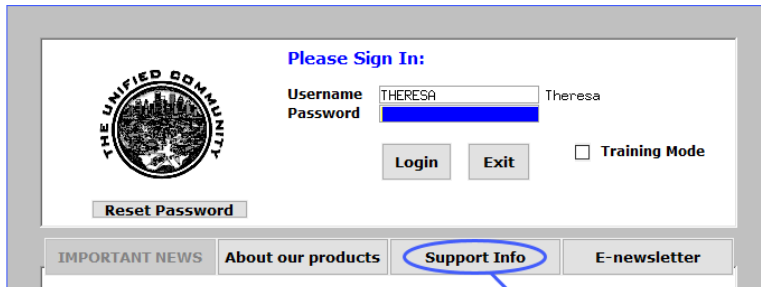 THE UNIFIED COMMUNITY
Please Sign In:
Username THERESA Theresa
Password
Login Exit Training Mode
Reset Password
IMPORTANT NEWS About our products Support Info E-newsletter